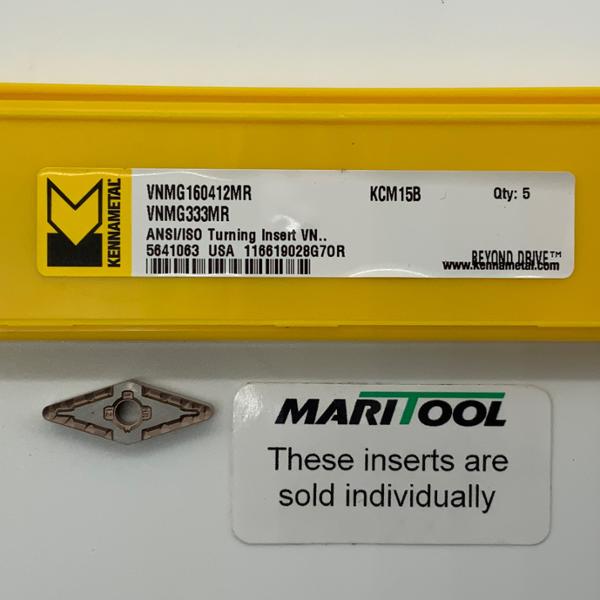 KENNAMETAL®
VNMG160412MR KCM15B Qty: 5
VNMG333MR
ANSI/ISO Turning Insert VN..
5641063 USA 116619028G7OR
BEYOND DRIVE™
www.kennametal.com
MARITOOL
These inserts are
sold individually